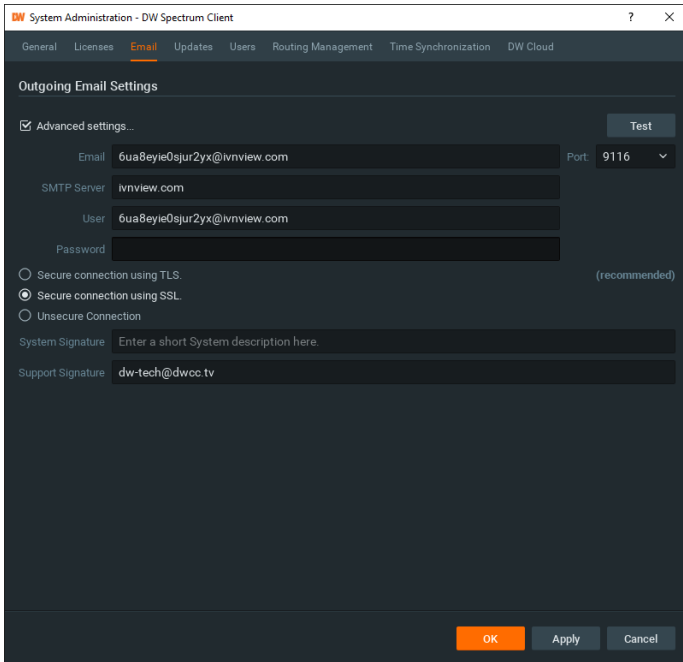 DW System Administration - DW Spectrum Client ?
General Licenses Email Updates Users Routing Management Time Synchronization DW Cloud
Outgoing Email Settings
Advanced settings... Test
Email 6ua8eyie0sjur2yx@ivnview.com Port: 9116
SMTP Server ivnview.com
User 6ua8eyie0sjur2yx@ivnview.com
Password
Secure connection using TLS. (recommended)
Secure connection using SSL.
Unsecure Connection
System Signature Enter a short System description here.
Support Signature dw-tech@dwcc.tv
OK Apply Cancel